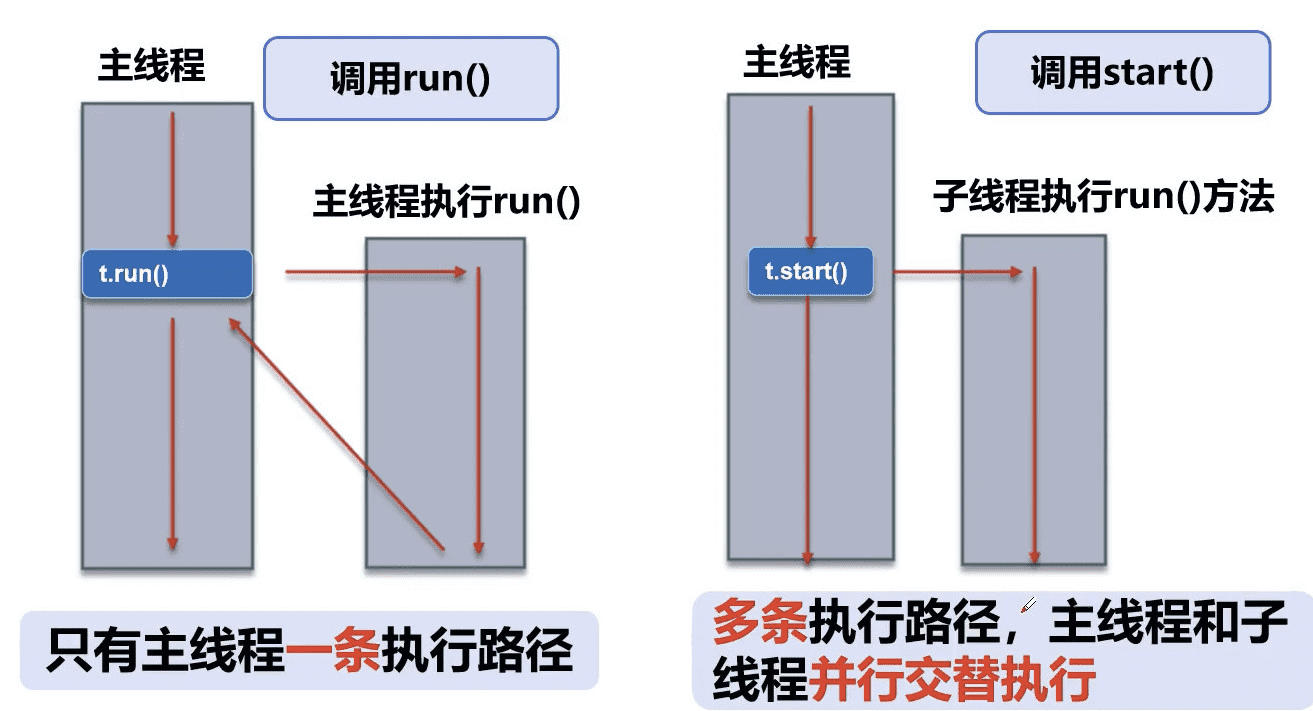 主线程
调用run()
主线程执行run()
t.run()
只有主线程一条执行路径
主线程
调用start()
子线程执行run()方法
t.start()
多条执行路径，主线程和子
线程并行交替执行